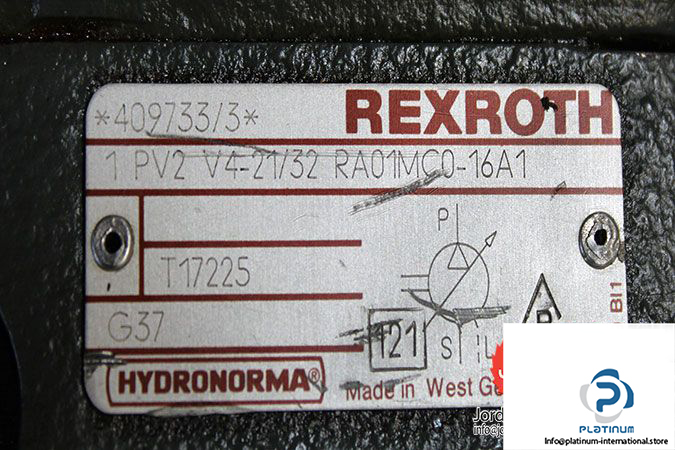 *409733/3*
REXROTH
1 PV2 V4-21/32 RA01MC0-16A1
P
T17225
G37
121
S
L
HYDRONORMA®
Made in West
BI1
PLATINUM
Info@platinum-international.store